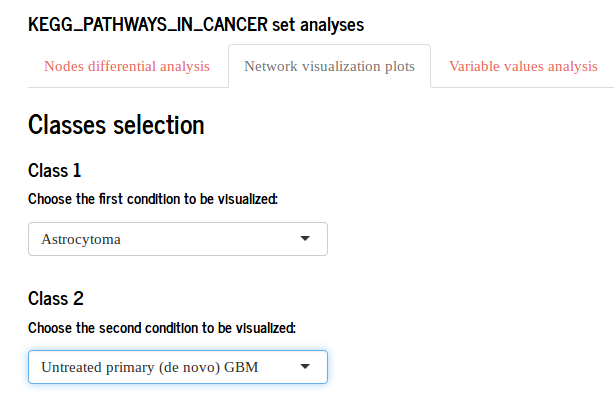 KEGG_PATHWAYS_IN_CANCER set analyses
Nodes differential analysis Network visualization plots Variable values analysis
Classes selection
Class 1
Choose the first condition to be visualized:
Astrocytoma
Class 2
Choose the second condition to be visualized:
Untreated primary (de novo) GBM